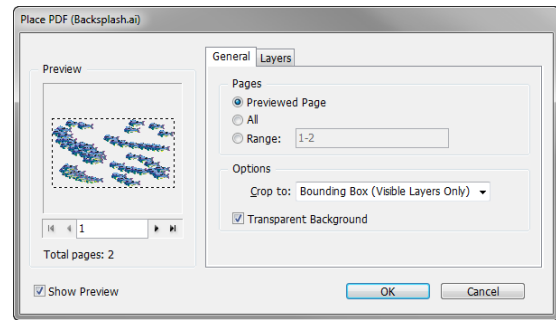 Place PDF (Backsplash.ai)
Preview
1
Total pages: 2
Show Preview
General Layers
Pages
Previewed Page
All
Range: 1-2
Options
Crop to: Bounding Box (Visible Layers Only)
Transparent Background
OK Cancel